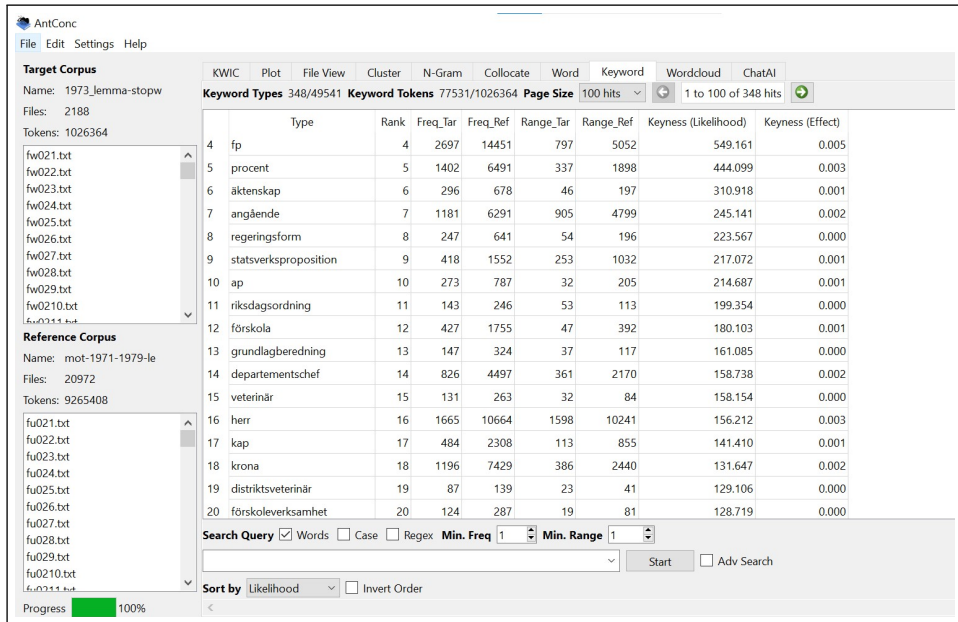 AntConc
File Edit Settings Help
Target Corpus
Name: 1973_lemma-stopw
Files: 2188
Tokens: 1026364
fw021.txt
fw022.txt
fw023.txt
fw024.txt
fw025.txt
fw026.txt
fw027.txt
fw028.txt
fw029.txt
fw0210.txt
fw0211.txt
Reference Corpus
Name: mot-1971-1979-le
Files: 20972
Tokens: 9265408
fu021.txt
fu022.txt
fu023.txt
fu024.txt
fu025.txt
fu026.txt
fu027.txt
fu028.txt
fu029.txt
fu0210.txt
fu0211.txt
Progress 100%
KWIC Plot File View Cluster N-Gram Collocate Word Keyword Wordcloud ChatAI
Keyword Types 348/49541 Keyword Tokens 77531/1026364 Page Size 100 hits 1 to 100 of 348 hits
Type Rank Freq_Tar Freq_Ref Range_Tar Range_Ref Keyness (Likelihood) Keyness (Effect)
4 fp 4 2697 14451 797 5052 549.161 0.005
5 procent 5 1402 6491 337 1898 444.099 0.003
6 äktenskap 6 296 678 46 197 310.918 0.001
7 angående 7 1181 6291 905 4799 245.141 0.002
8 regeringsform 8 247 641 54 196 223.567 0.000
9 statsverksproposition 9 418 1552 253 1032 217.072 0.001
10 ap 10 273 787 32 205 214.687 0.001
11 riksdagsordning 11 143 246 53 113 199.354 0.000
12 förskola 12 427 1755 47 392 180.103 0.001
13 grundlagberedning 13 147 324 37 117 161.085 0.000
14 departementschef 14 826 4497 361 2170 158.738 0.002
15 veterinär 15 131 263 32 84 158.154 0.000
16 herr 16 1665 10664 1598 10241 156.212 0.003
17 kap 17 484 2308 113 855 141.410 0.001
18 krona 18 1196 7429 386 2440 131.647 0.002
19 distriktsveterinär 19 87 139 23 41 129.106 0.000
20 förskoleverksamhet 20 124 287 19 81 128.719 0.000
Search Query Words Case Regex Min. Freq 1 Min. Range 1
Start Adv Search
Sort by Likelihood Invert Order